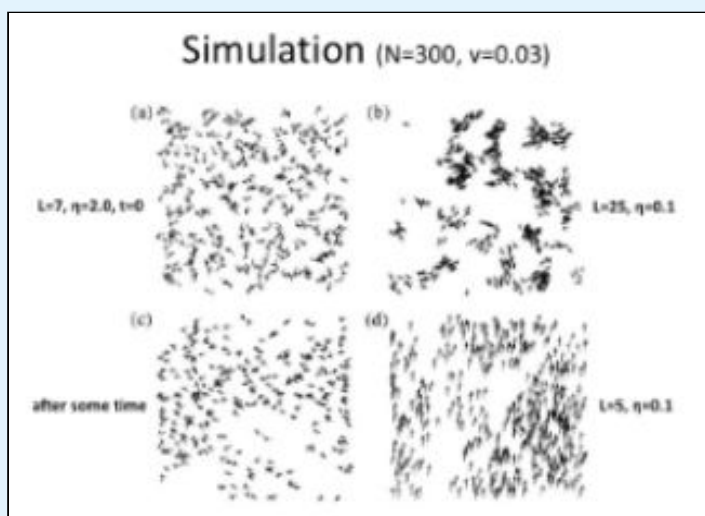 Simulation (N=300, v=0.03)
(a)
(b)
L=7, η=2.0, t=0
L=25, η=0.1
(c)
(d)
after some time
L=5, η=0.1